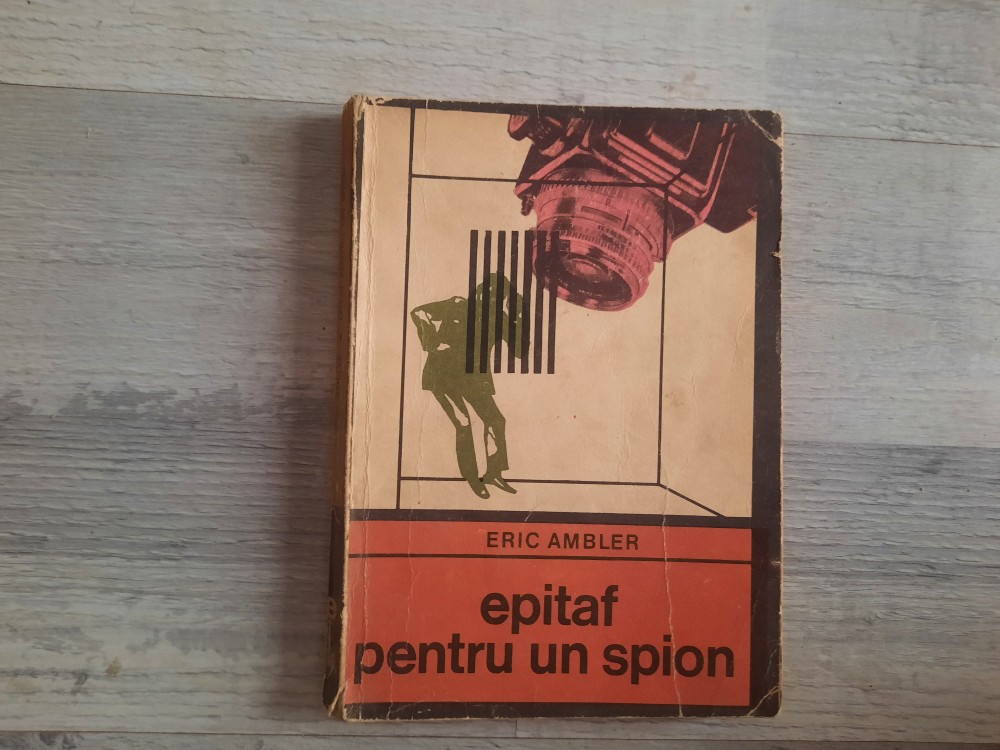 ERIC AMBLER
epitaf
pentru un spion